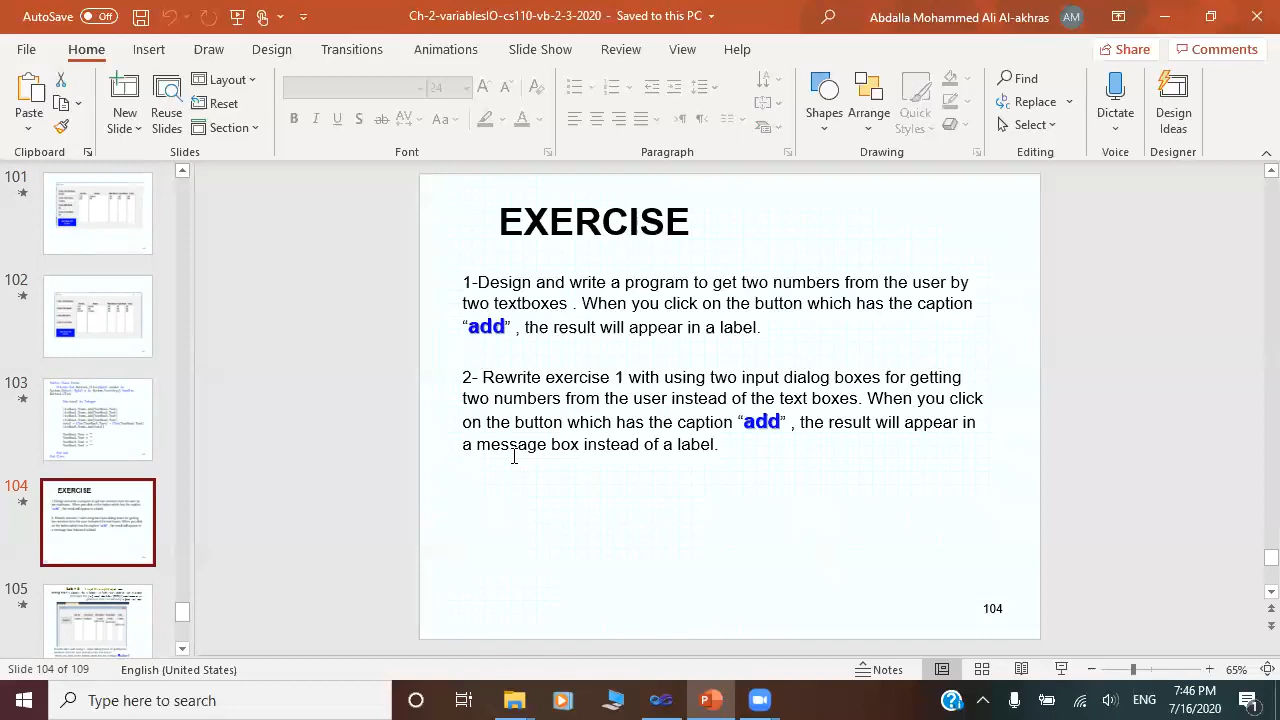 AutoSave Off
Ch-2-variablesIO-cs110-vb-2-3-2020 - Saved to this PC
Abdalla Mohammed Ali Al-akhras AM
File Home Insert Draw Design Transitions Animations Slide Show Review View Help
Share Comments
Paste
New Slide
Reuse Slides
Layout
Reset
Section
24
B I U S ab AV Aa A
Shapes Arrange Quick Styles
Find
Replace
Select
Dictate
Design Ideas
Clipboard Slides Font Paragraph Drawing Editing Voice Designer
101
102
103
104
105
EXERCISE
1-Design and write a program to get two numbers from the user by
two textboxes . When you click on the button which has the caption
“add” , the result will appear in a label
2- Rewrite exercise 1 with using two input dialog boxes for getting
two numbers from the user instead of the text boxes. When you click
on tha button which has the caption “add” , the result will appear in
a message box instead of a label.
104
Slide 104 of 109 English (United States) Notes 65%
Type here to search
ENG
7:46 PM
7/16/2020